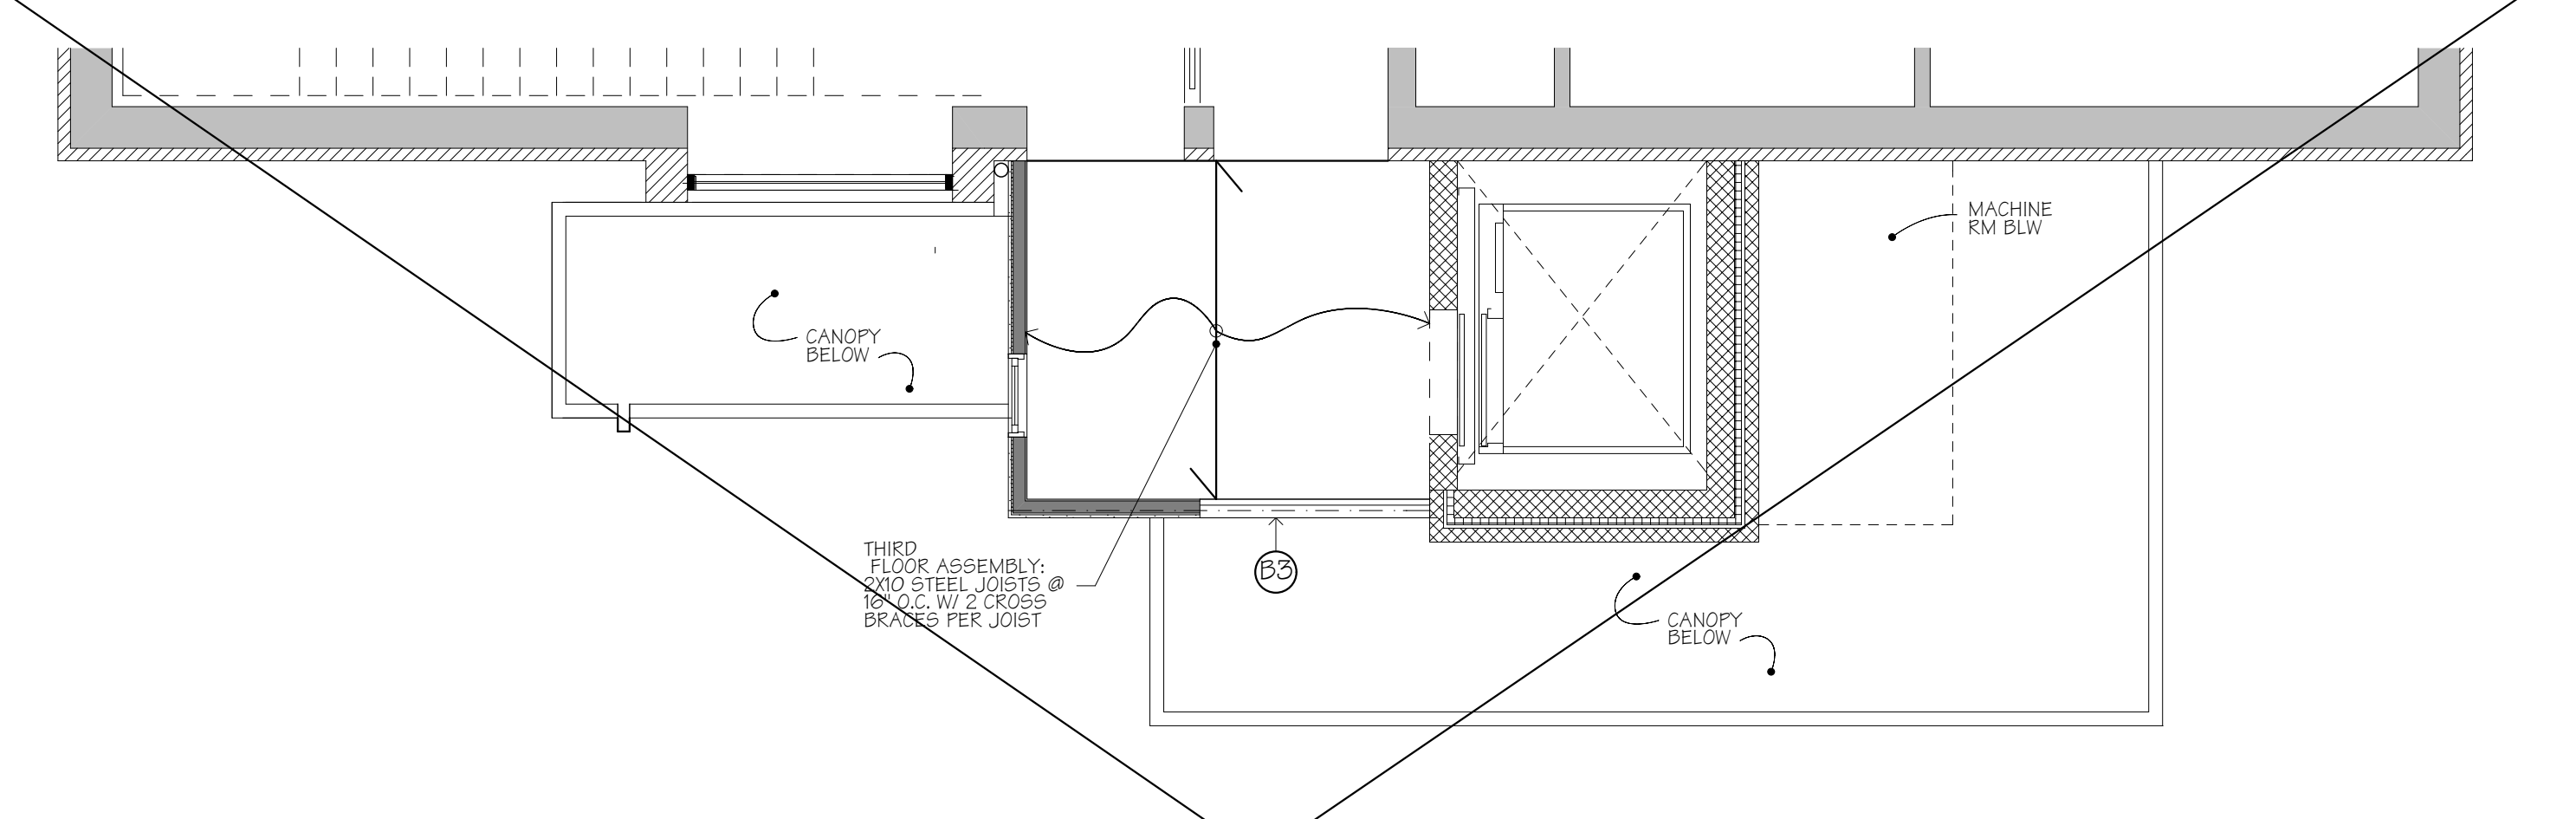 MACHINE
RM BLW
CANOPY
BELOW
THIRD
FLOOR ASSEMBLY:
2X10 STEEL JOISTS @
16" O.C. W/ 2 CROSS
BRACES PER JOIST
B3
CANOPY
BELOW